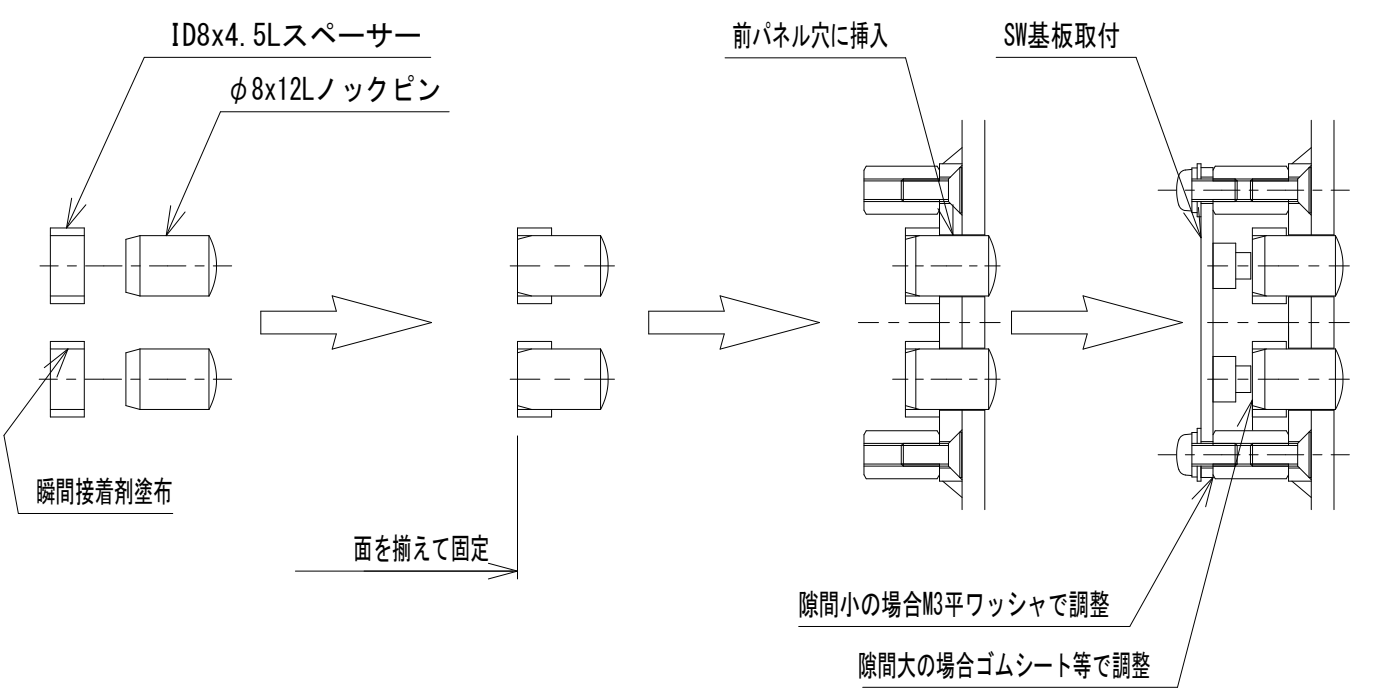 ID8x4.5Lスペーサー
φ8x12Lノックピン
瞬間接着剤塗布
面を揃えて固定
前パネル穴に挿入
SW基板取付
隙間小の場合M3平ワッシャで調整
隙間大の場合ゴムシート等で調整